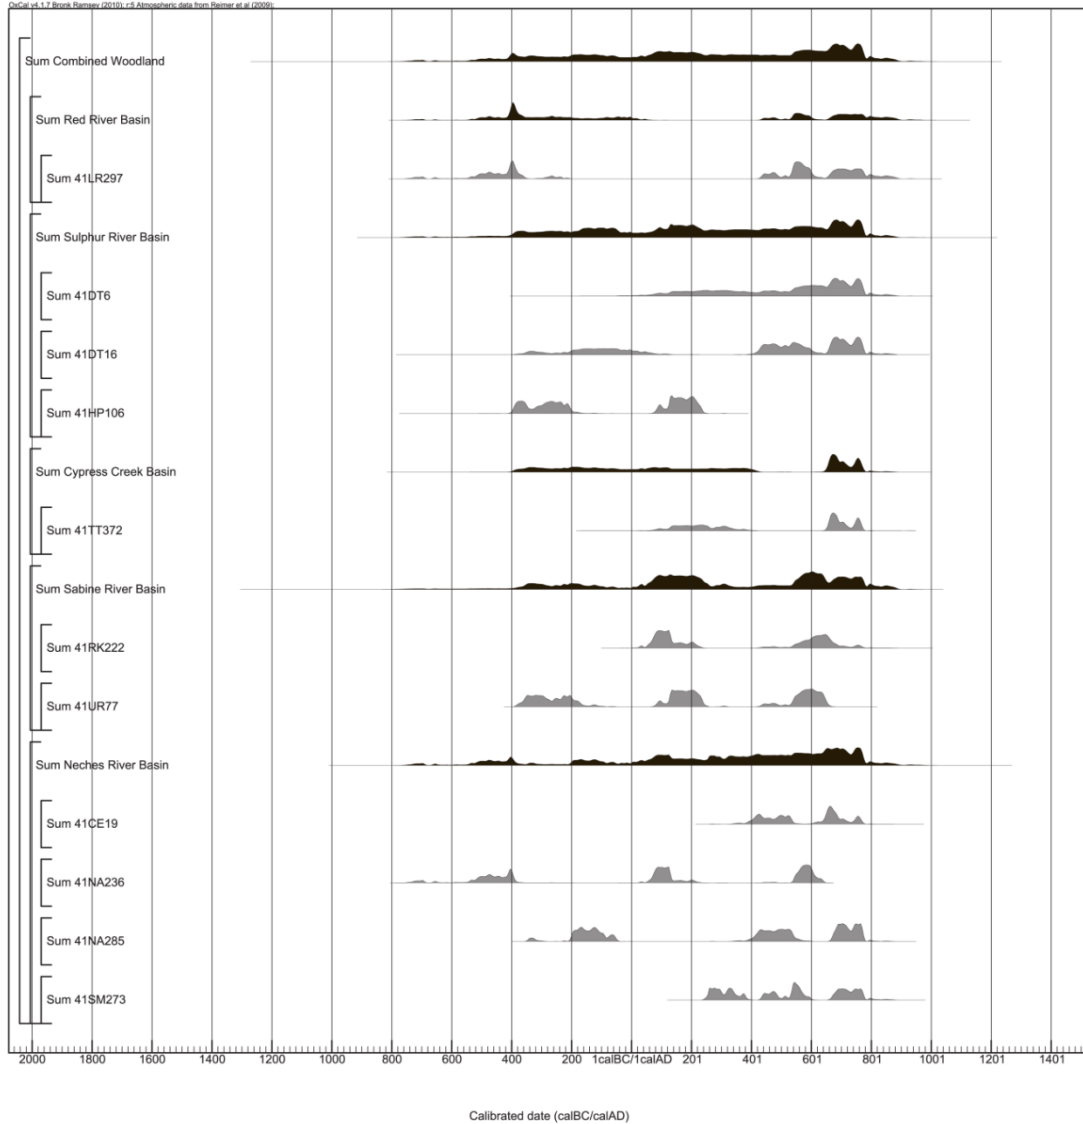 OxCal v4.1.7 Bronk Ramsey (2010); r:5 Atmospheric data from Reimer et al (2009);
Sum Combined Woodland
Sum Red River Basin
Sum 41LR297
Sum Sulphur River Basin
Sum 41DT6
Sum 41DT16
Sum 41HP106
Sum Cypress Creek Basin
Sum 41TT372
Sum Sabine River Basin
Sum 41RK222
Sum 41UR77
Sum Neches River Basin
Sum 41CE19
Sum 41NA236
Sum 41NA285
Sum 41SM273
2000 1800 1600 1400 1200 1000 800 600 400 200 1calBC/1calAD 201 401 601 801 1001 1201 1401
Calibrated date (calBC/calAD)